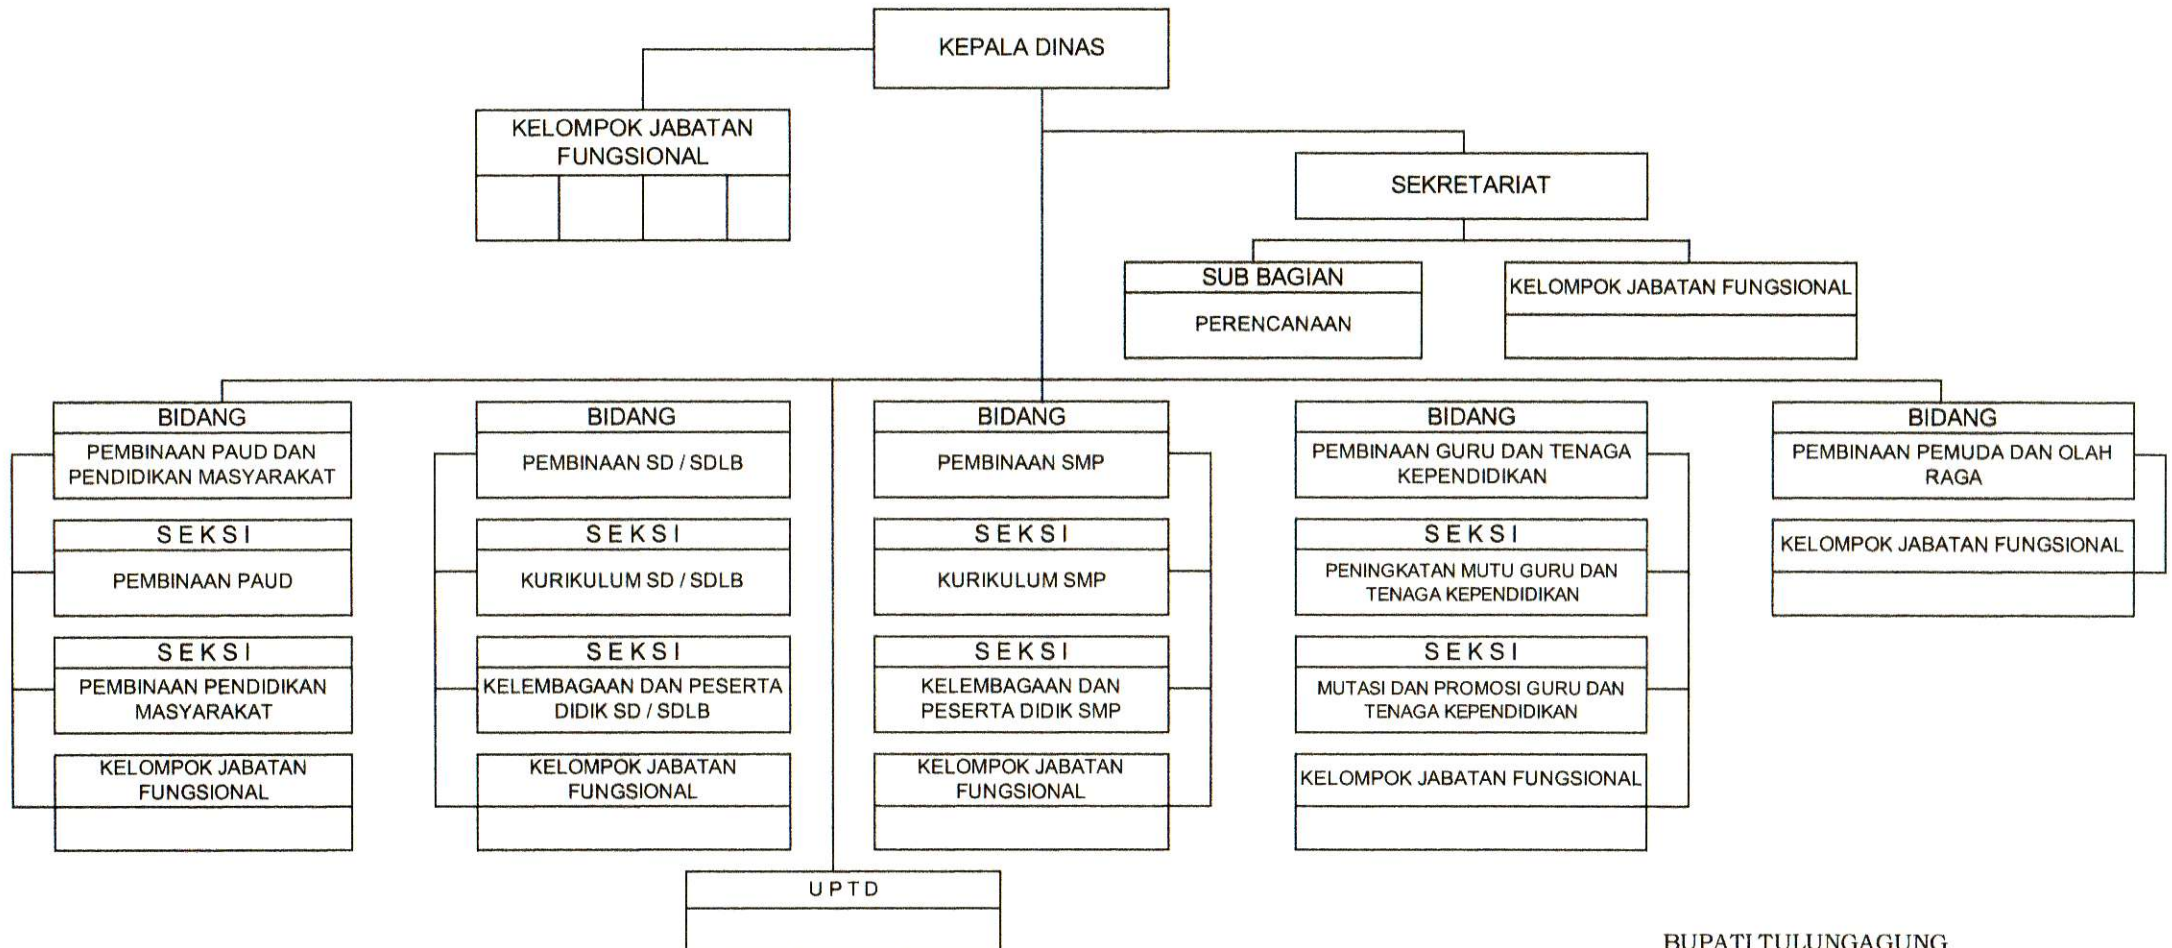 KEPALA DINAS
KELOMPOK JABATAN
FUNGSIONAL
SEKRETARIAT
SUB BAGIAN
PERENCANAAN
KELOMPOK JABATAN FUNGSIONAL
BIDANG
PEMBINAAN PAUD DAN
PENDIDIKAN MASYARAKAT
SEKSI
PEMBINAAN PAUD
SEKSI
PEMBINAAN PENDIDIKAN
MASYARAKAT
KELOMPOK JABATAN
FUNGSIONAL
BIDANG
PEMBINAAN SD / SDLB
SEKSI
KURIKULUM SD / SDLB
SEKSI
KELEMBAGAAN DAN PESERTA
DIDIK SD / SDLB
KELOMPOK JABATAN
FUNGSIONAL
BIDANG
PEMBINAAN SMP
SEKSI
KURIKULUM SMP
SEKSI
KELEMBAGAAN DAN
PESERTA DIDIK SMP
KELOMPOK JABATAN
FUNGSIONAL
BIDANG
PEMBINAAN GURU DAN TENAGA
KEPENDIDIKAN
SEKSI
PENINGKATAN MUTU GURU DAN
TENAGA KEPENDIDIKAN
SEKSI
MUTASI DAN PROMOSI GURU DAN
TENAGA KEPENDIDIKAN
KELOMPOK JABATAN FUNGSIONAL
BIDANG
PEMBINAAN PEMUDA DAN OLAH
RAGA
KELOMPOK JABATAN FUNGSIONAL
UPTD
BUPATI TULUNGAGUNG